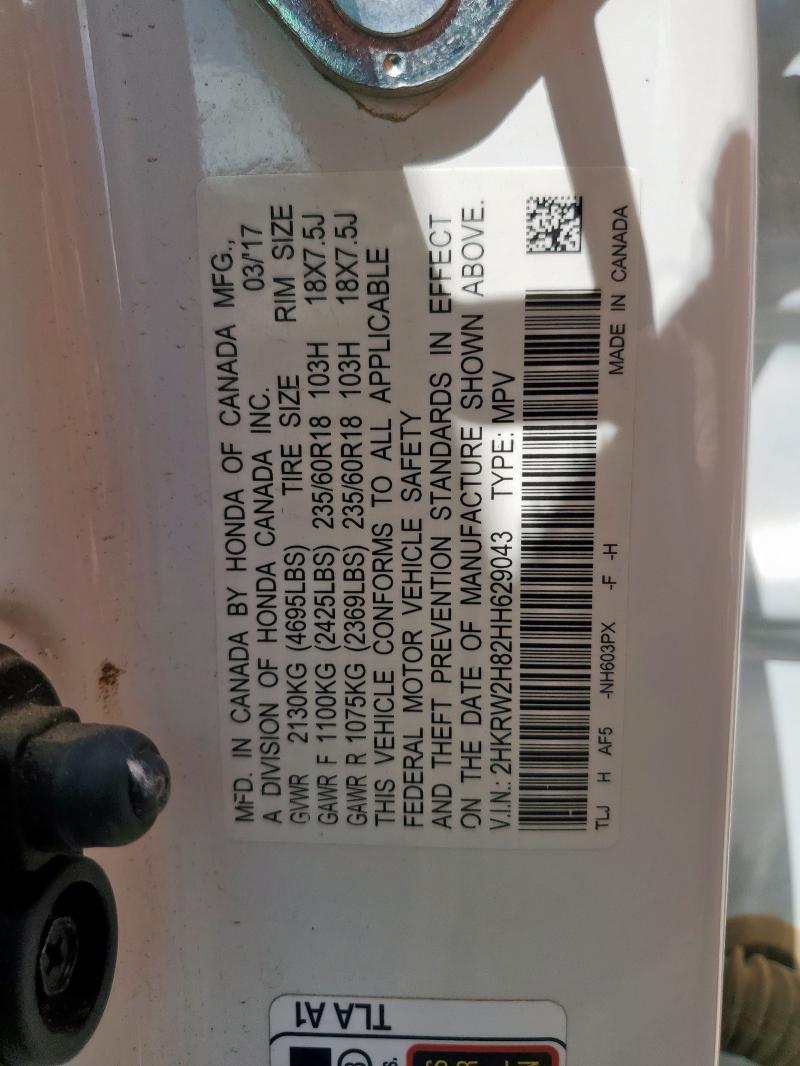 MFD. IN CANADA BY HONDA OF CANADA MFG.,
A DIVISION OF HONDA CANADA INC. 03/'17
GVWR 2130KG (4695LBS) TIRE SIZE RIM SIZE
GAWR F 1100KG (2425LBS) 235/60R18 103H 18X7.5J
GAWR R 1075KG (2369LBS) 235/60R18 103H 18X7.5J
THIS VEHICLE CONFORMS TO ALL APPLICABLE
FEDERAL MOTOR VEHICLE SAFETY
AND THEFT PREVENTION STANDARDS IN EFFECT
ON THE DATE OF MANUFACTURE SHOWN ABOVE.
V.I.N.: 2HKRW2H82HH629043 TYPE: MPV
TLJ H AF5 -NH603PX -F -H MADE IN CANADA
TLA A1